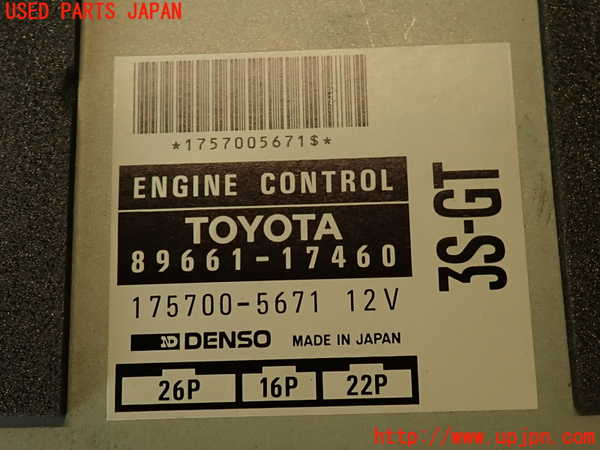 USED PARTS JAPAN
*1757005671$*
ENGINE CONTROL
TOYOTA
89661-17460
175700-5671 12V
ND DENSO MADE IN JAPAN
26P 16P 22P
3S-GT
http://www.upjpn.com/